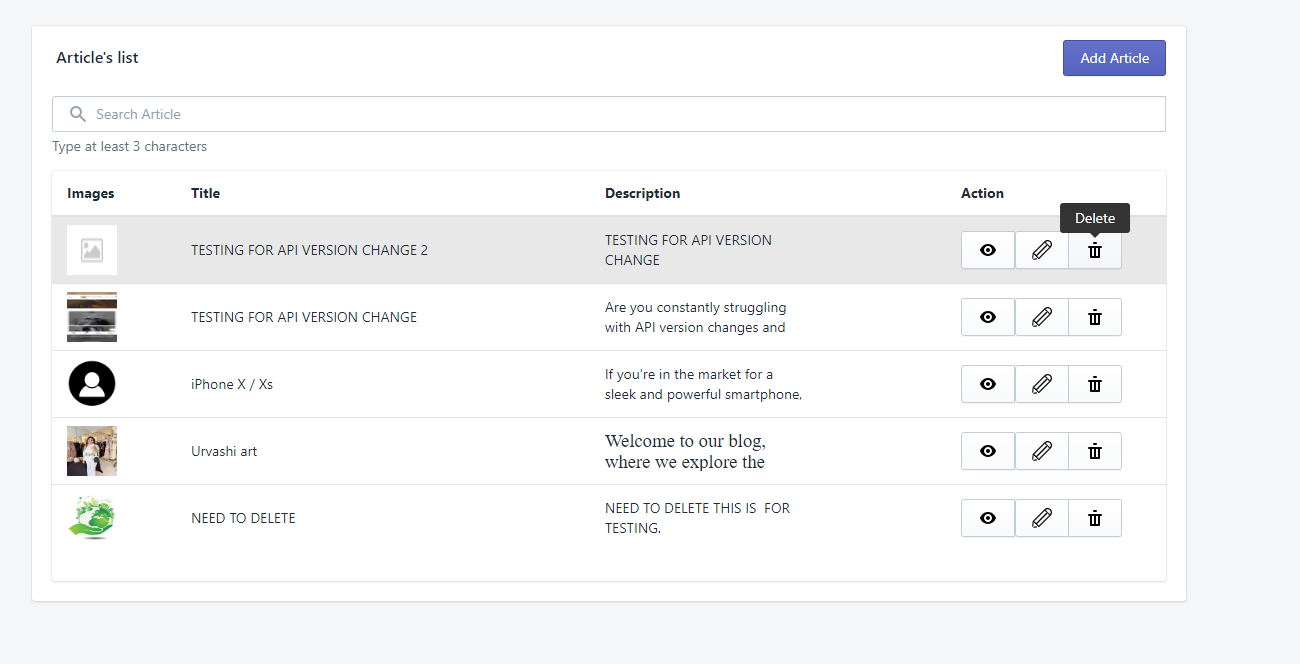 Article's list
Add Article
Search Article
Type at least 3 characters
Images Title Description Action
Delete
TESTING FOR API VERSION CHANGE 2
TESTING FOR API VERSION
CHANGE
TESTING FOR API VERSION CHANGE
Are you constantly struggling
with API version changes and
iPhone X / Xs
If you're in the market for a
sleek and powerful smartphone,
Urvashi art
Welcome to our blog,
where we explore the
NEED TO DELETE
NEED TO DELETE THIS IS  FOR
TESTING.